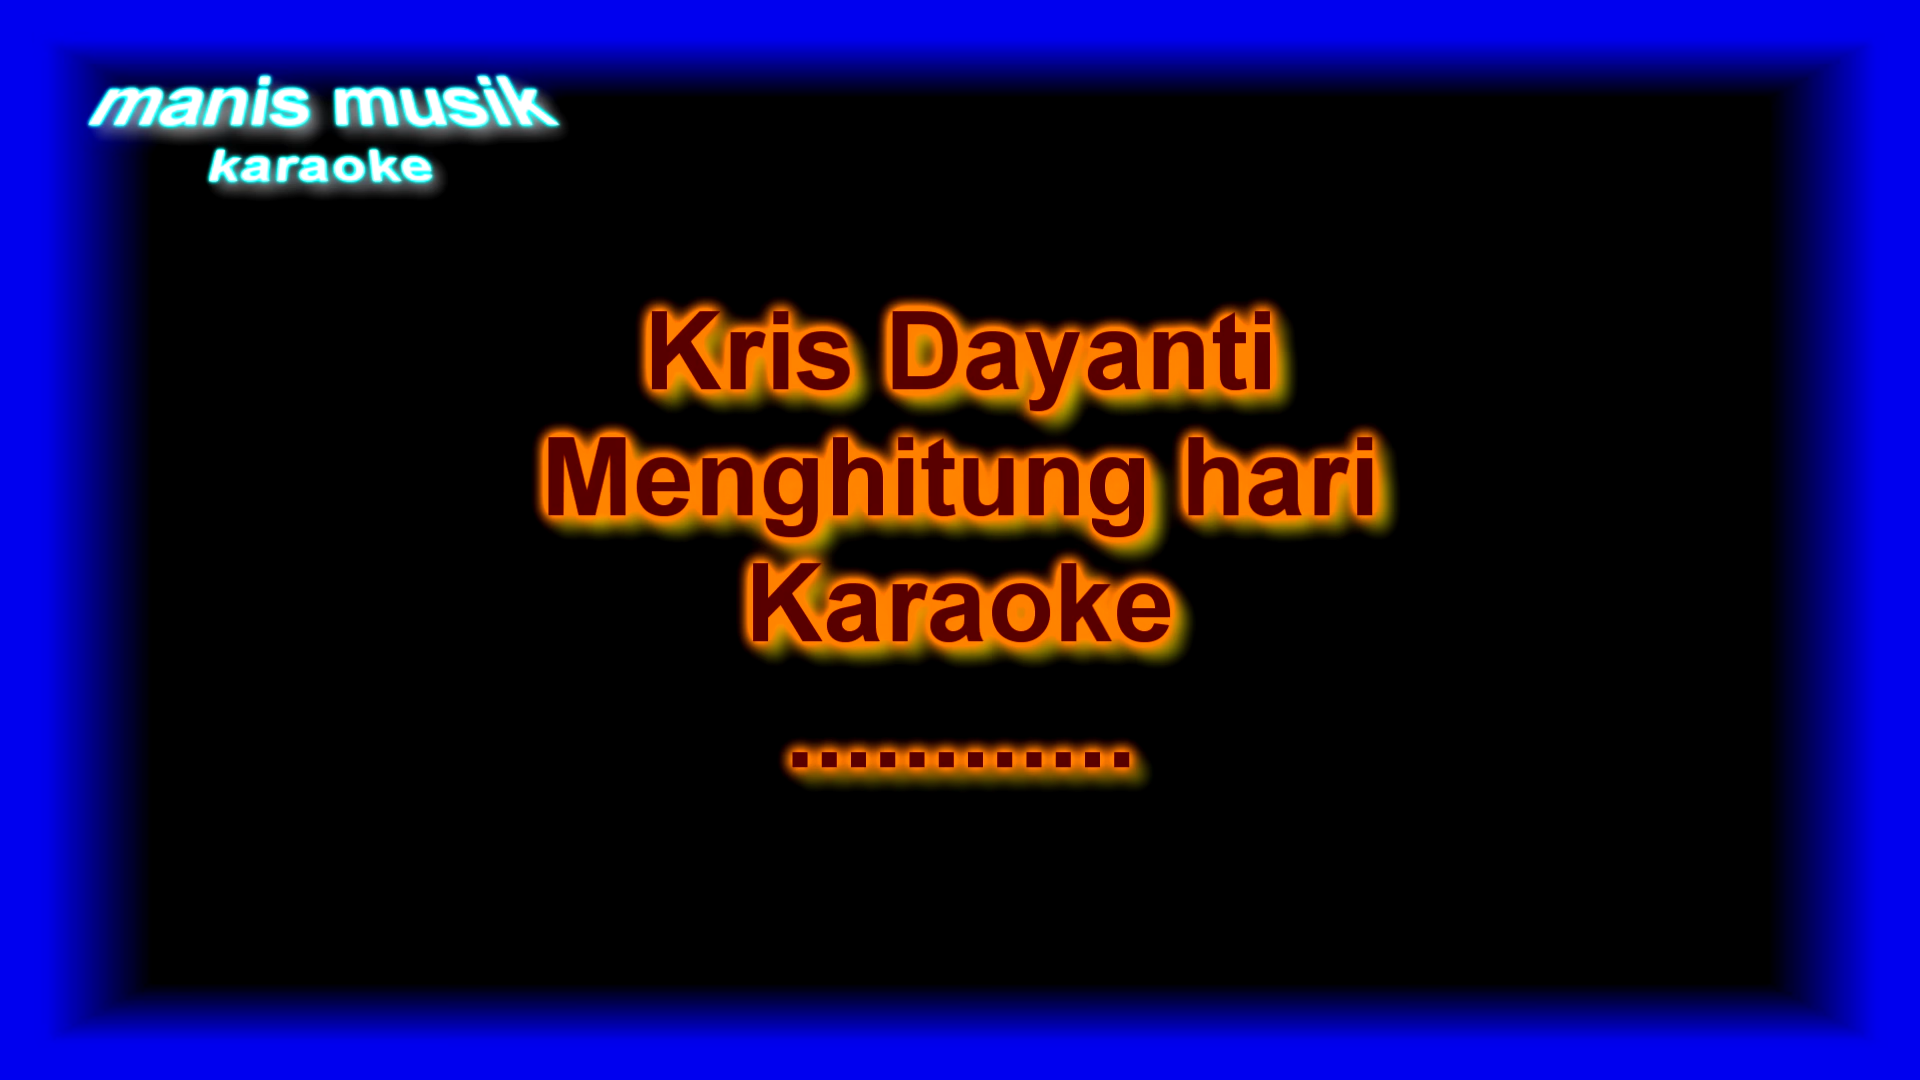 manis musik
karaoke
Kris Dayanti
Menghitung hari
Karaoke
............